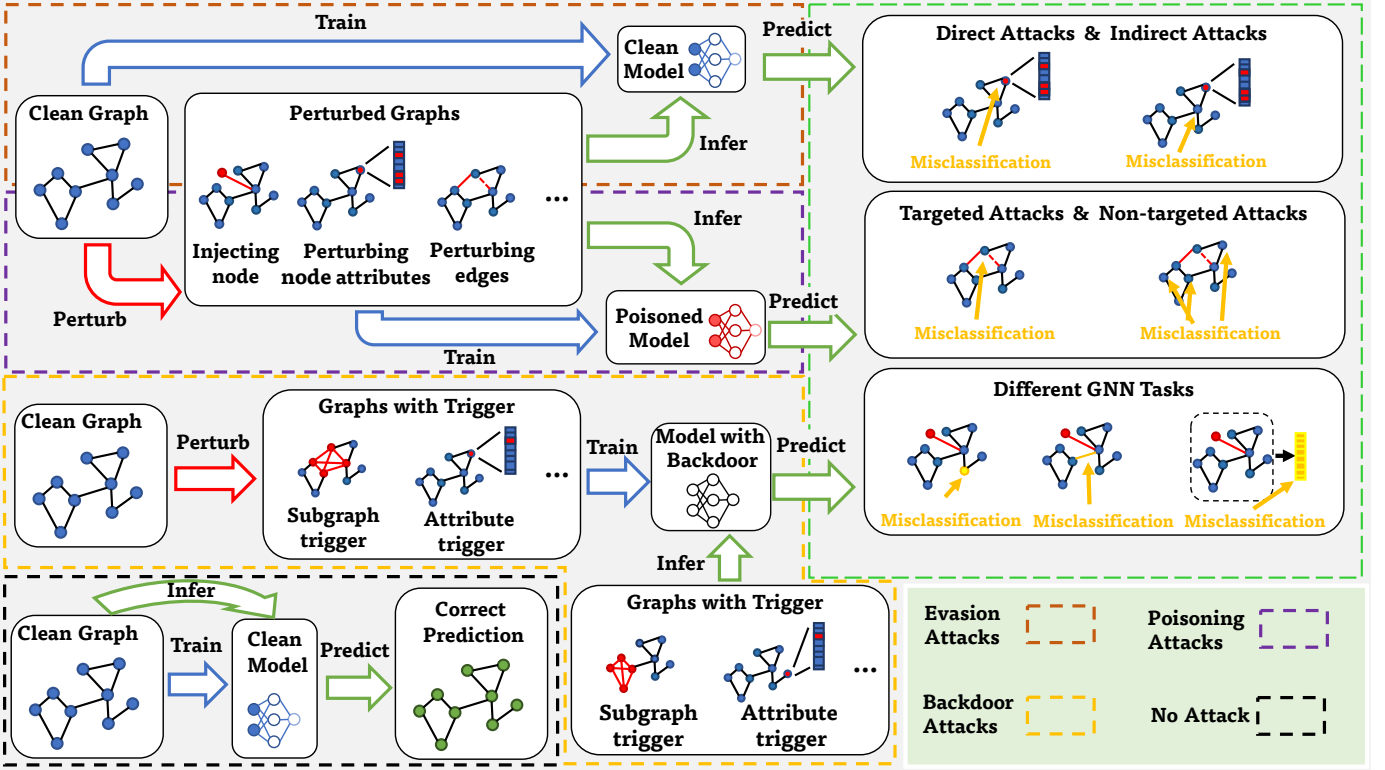 Train
Clean
Model
Predict
Direct Attacks & Indirect Attacks
Misclassification
Misclassification
Clean Graph
Perturbed Graphs
Infer
Injecting
node
Perturbing
node attributes
Perturbing
edges
...
Infer
Perturb
Train
Poisoned
Model
Predict
Targeted Attacks & Non-targeted Attacks
Misclassification
Misclassification
Clean Graph
Perturb
Graphs with Trigger
Subgraph
trigger
Attribute
trigger
...
Train
Model with
Backdoor
Predict
Different GNN Tasks
Misclassification
Misclassification
Misclassification
Infer
Infer
Clean Graph
Train
Clean
Model
Predict
Correct
Prediction
Graphs with Trigger
Subgraph
trigger
Attribute
trigger
...
Evasion
Attacks
Poisoning
Attacks
Backdoor
Attacks
No Attack